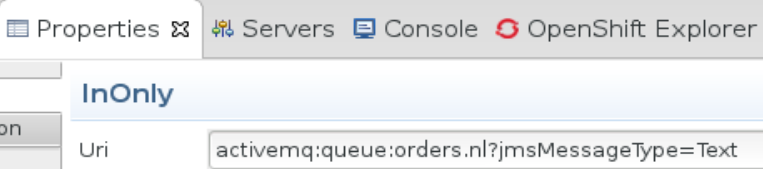 Properties Servers Console OpenShift Explorer
InOnly
on
Uri activemq:queue:orders.nl?jmsMessageType=Text